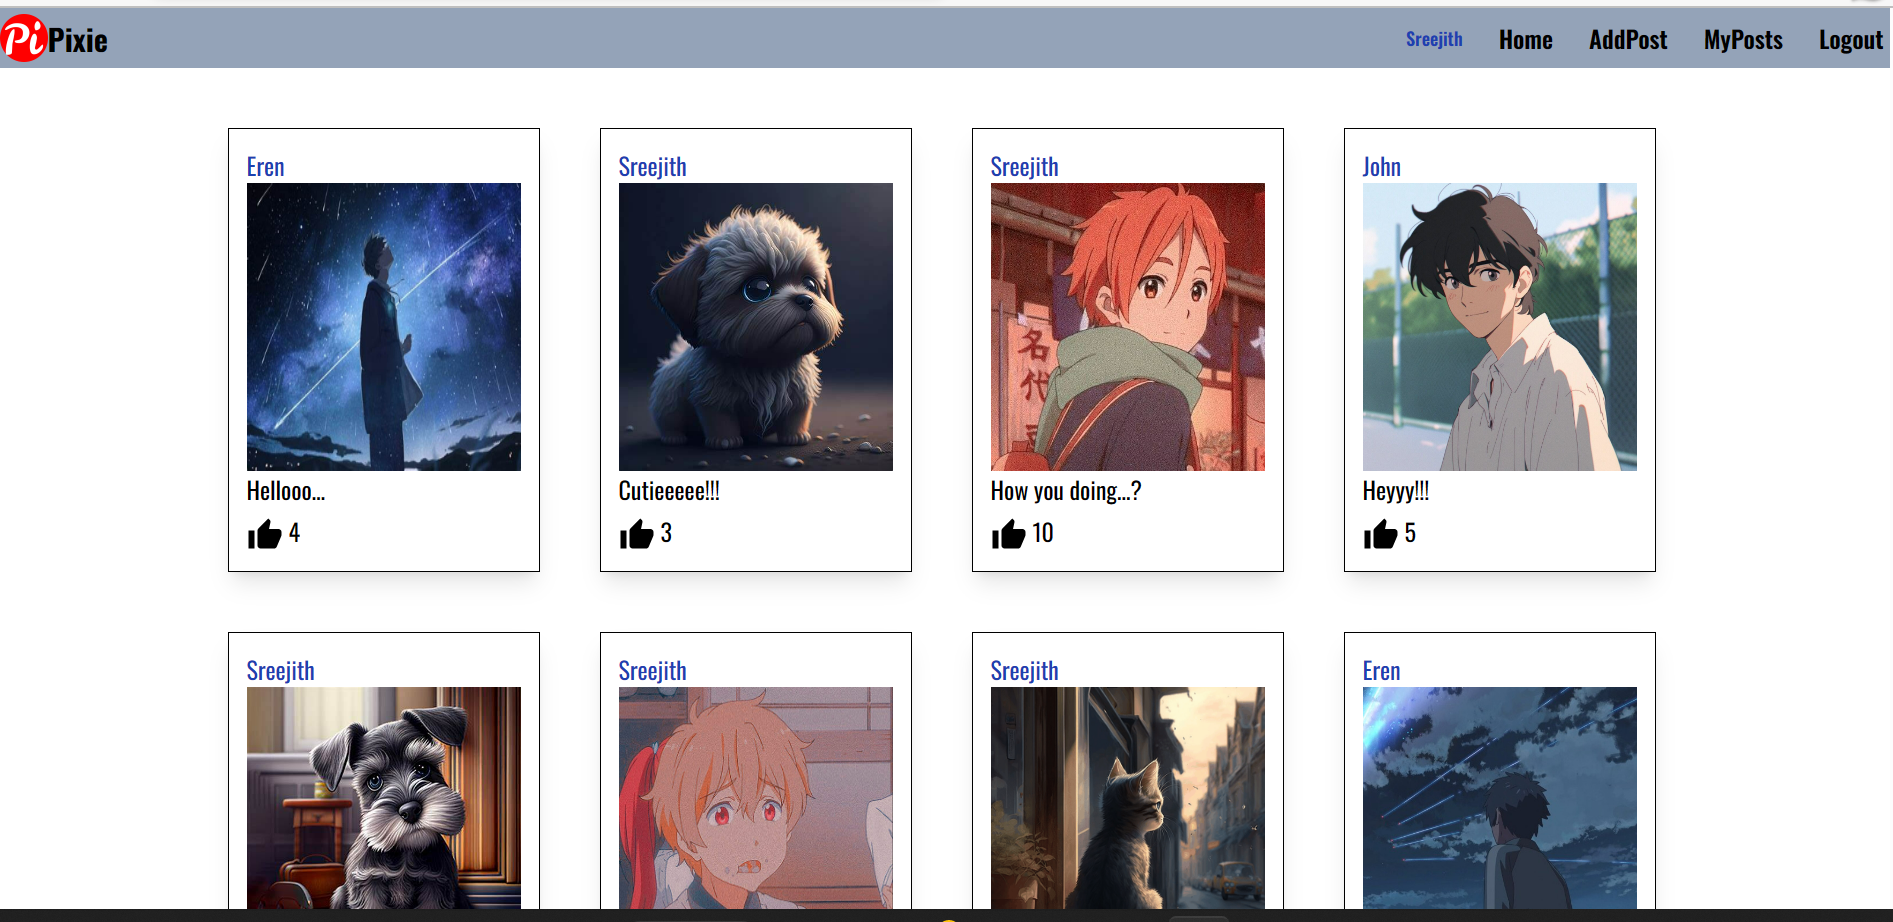 Pi Pixie
Sreejith Home AddPost MyPosts Logout
Eren
Hellooo...
4
Sreejith
Cutieeeee!!!
3
Sreejith
名
代
How you doing...?
10
John
Heyyy!!!
5
Sreejith
Sreejith
Sreejith
Eren